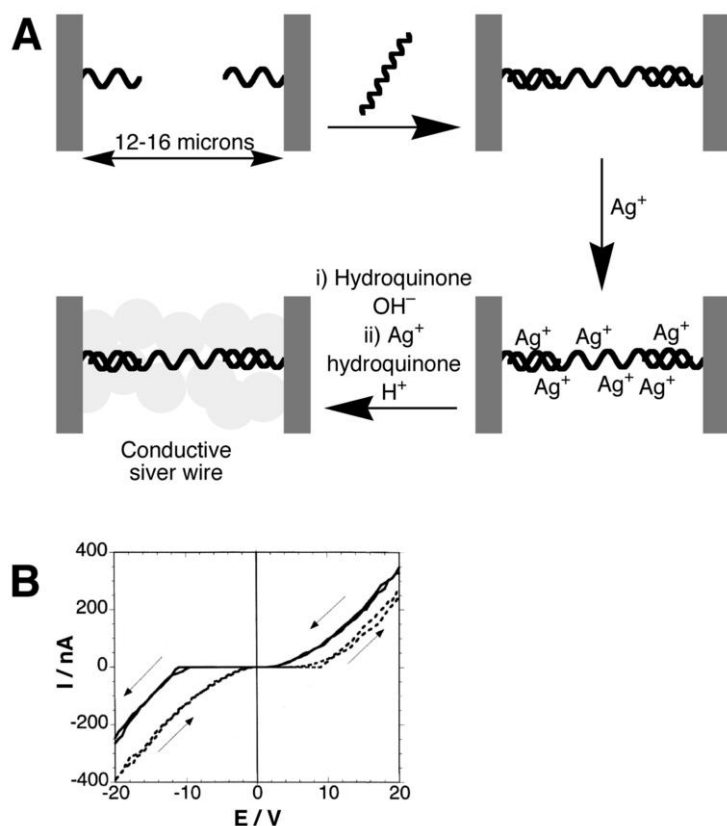 A
12-16 microns
Ag⁺
i) Hydroquinone
OH⁻
ii) Ag⁺
hydroquinone
H⁺
Ag⁺ Ag⁺ Ag⁺
Ag⁺ Ag⁺ Ag⁺
Conductive
siver wire
B
400
200
0
-200
-400
I / nA
-20 -10 0 10 20
E / V